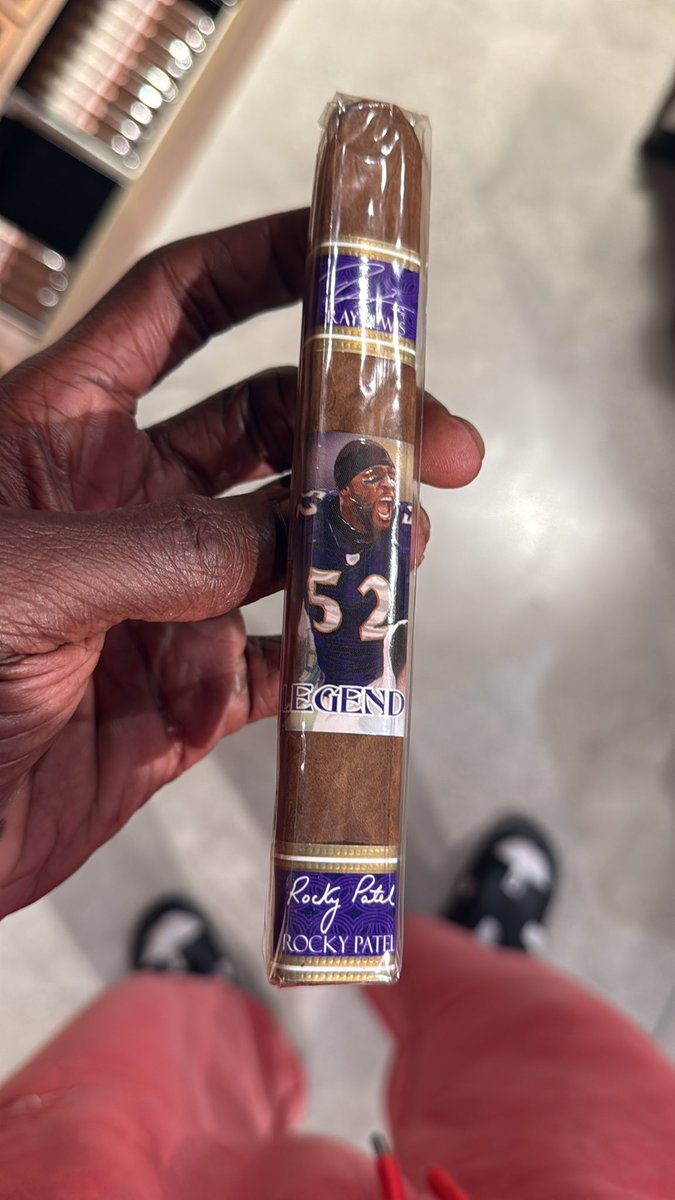 RAY LEWIS
52
LEGEND
Rocky Patel
ROCKY PATEL